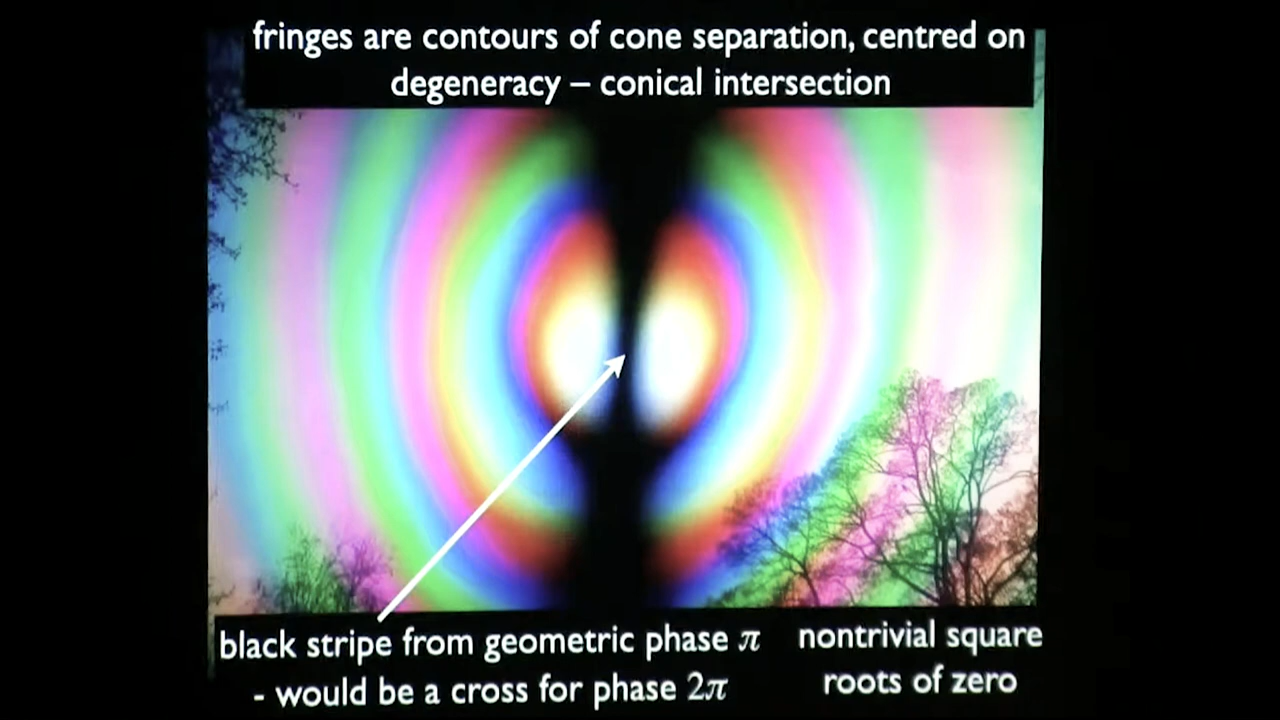 fringes are contours of cone separation, centred on
degeneracy – conical intersection
black stripe from geometric phase π
- would be a cross for phase 2π
nontrivial square
roots of zero